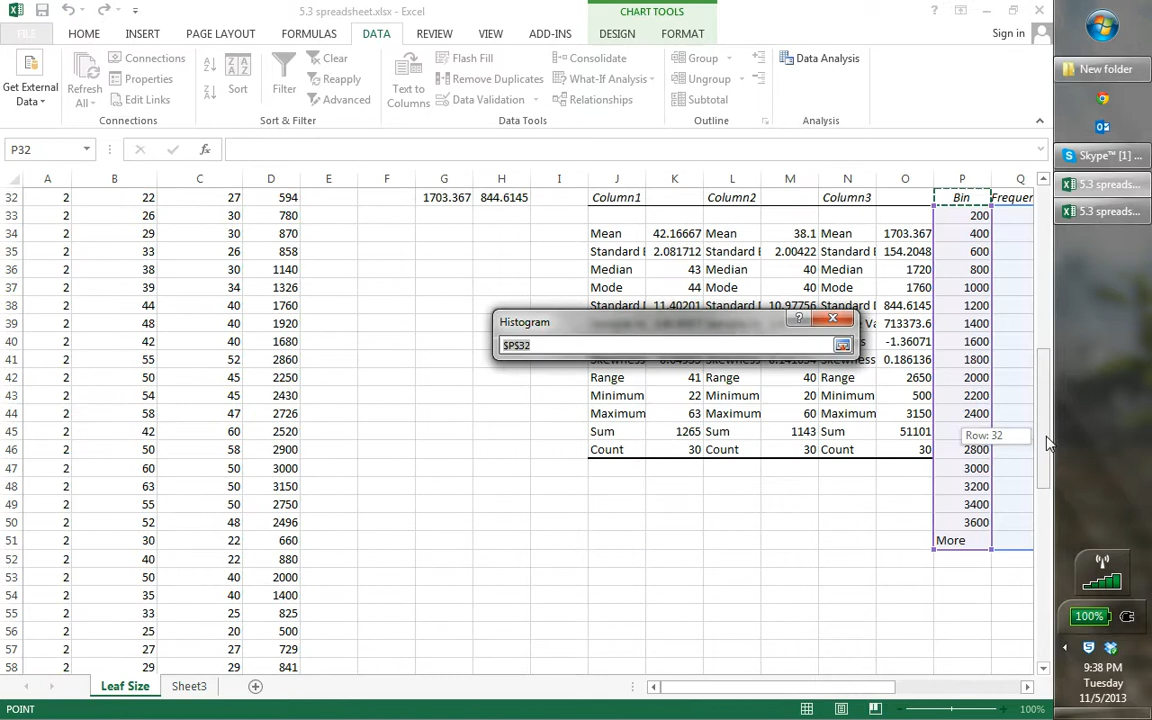 5.3 spreadsheet.xlsx - Excel
CHART TOOLS
FILE HOME INSERT PAGE LAYOUT FORMULAS DATA REVIEW VIEW ADD-INS DESIGN FORMAT Sign in
Get External Data
Refresh All
Connections
Properties
Edit Links
Connections
Sort
Filter
Clear
Reapply
Advanced
Sort & Filter
Text to Columns
Flash Fill
Remove Duplicates
Data Validation
Consolidate
What-If Analysis
Relationships
Data Tools
Group
Ungroup
Subtotal
Outline
Data Analysis
Analysis
P32
A B C D E F G H I J K L M N O P Q
32 2 22 27 594 1703.367 844.6145 Column1 Column2 Column3 Bin Frequen
33 2 26 30 780 200
34 2 29 30 870 Mean 42.16667 Mean 38.1 Mean 1703.367 400
35 2 33 26 858 Standard E 2.081712 Standard E 2.00422 Standard E 154.2048 600
36 2 38 30 1140 Median 43 Median 40 Median 1720 800
37 2 39 34 1326 Mode 44 Mode 40 Mode 1760 1000
38 2 44 40 1760 Standard D 11.40201 Standard D 10.97756 Standard D 844.6145 1200
39 2 48 40 1920 713373.6 1400
40 2 42 40 1680 -1.36071 1600
41 2 55 52 2860 Skewness Skewness Skewness 0.186136 1800
42 2 50 45 2250 Range 41 Range 40 Range 2650 2000
43 2 54 45 2430 Minimum 22 Minimum 20 Minimum 500 2200
44 2 58 47 2726 Maximum 63 Maximum 60 Maximum 3150 2400
45 2 42 60 2520 Sum 1265 Sum 1143 Sum 51101
46 2 50 58 2900 Count 30 Count 30 Count 30 2800
47 2 60 50 3000 3000
48 2 63 50 3150 3200
49 2 55 50 2750 3400
50 2 52 48 2496 3600
51 2 30 22 660 More
52 2 40 22 880
53 2 50 40 2000
54 2 35 40 1400
55 2 33 25 825
56 2 25 20 500
57 2 27 27 729
58 2 29 29 841
Histogram
$P$32
Row: 32
Leaf Size Sheet3
POINT
100%
New folder
Skype™ [1] ...
5.3 spreads...
5.3 spreads...
100%
9:38 PM
Tuesday
11/5/2013